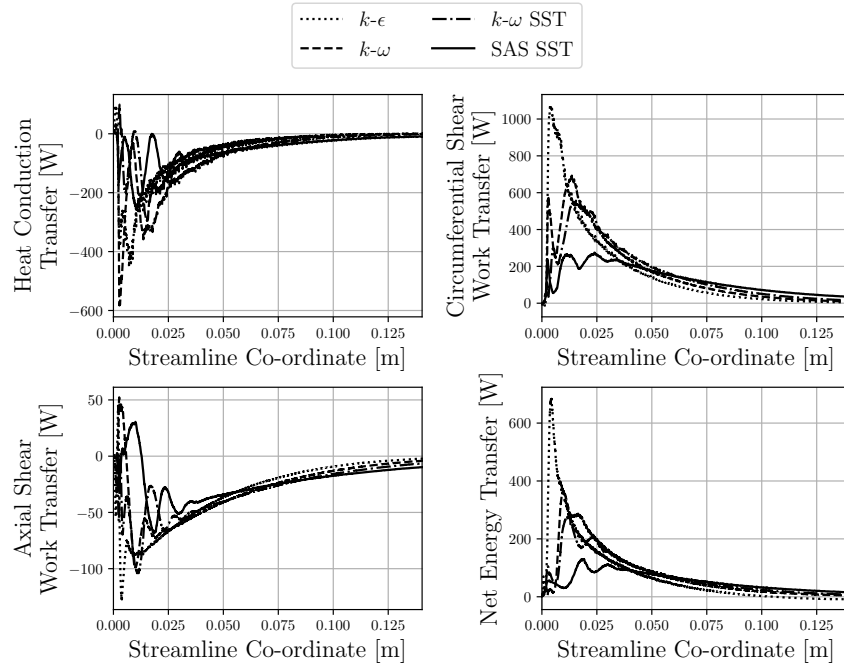 k-ϵ k-ω SST
k-ω SAS SST
Heat Conduction
Transfer [W]
0
−200
−400
−600
0.000 0.025 0.050 0.075 0.100 0.125
Streamline Co-ordinate [m]
Circumferential Shear
Work Transfer [W]
1000
800
600
400
200
0
0.000 0.025 0.050 0.075 0.100 0.125
Streamline Co-ordinate [m]
Axial Shear
Work Transfer [W]
50
0
−50
−100
0.000 0.025 0.050 0.075 0.100 0.125
Streamline Co-ordinate [m]
Net Energy Transfer [W]
600
400
200
0
0.000 0.025 0.050 0.075 0.100 0.125
Streamline Co-ordinate [m]